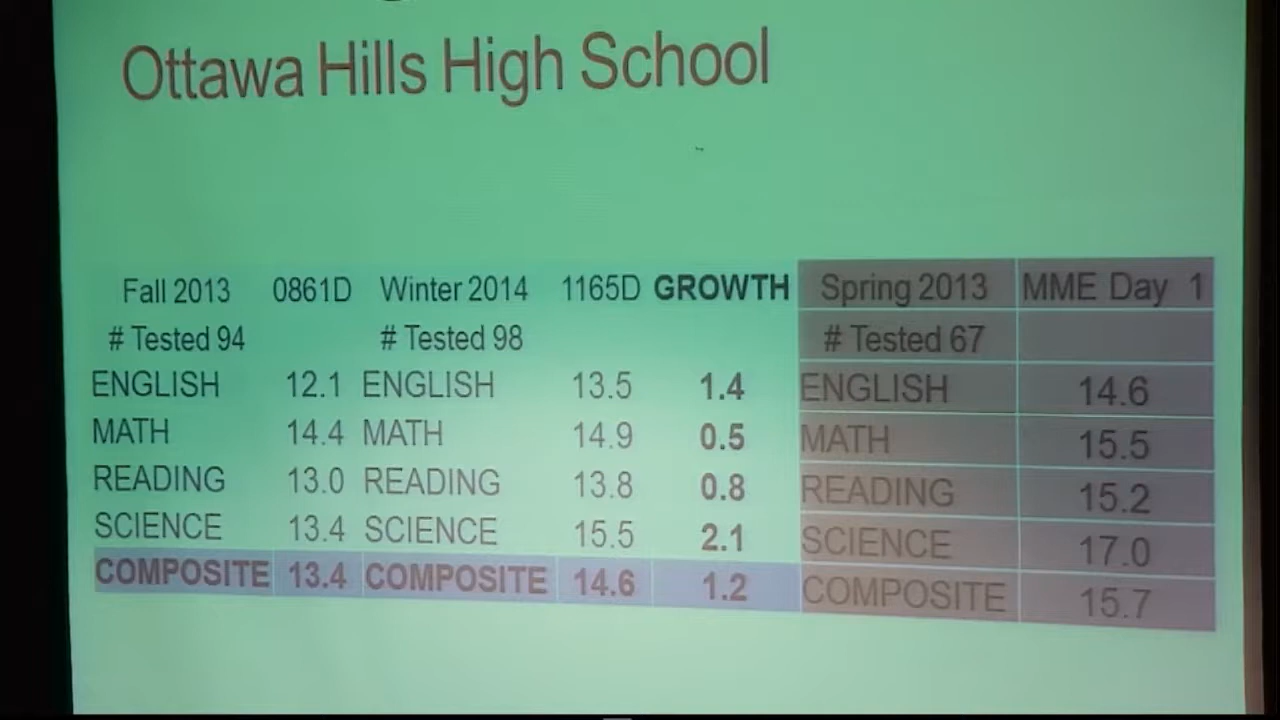 Ottawa Hills High School
Fall 2013 0861D Winter 2014 1165D GROWTH Spring 2013 MME Day 1
# Tested 94 # Tested 98 # Tested 67
ENGLISH 12.1 ENGLISH 13.5 1.4 ENGLISH 14.6
MATH 14.4 MATH 14.9 0.5 MATH 15.5
READING 13.0 READING 13.8 0.8 READING 15.2
SCIENCE 13.4 SCIENCE 15.5 2.1 SCIENCE 17.0
COMPOSITE 13.4 COMPOSITE 14.6 1.2 COMPOSITE 15.7